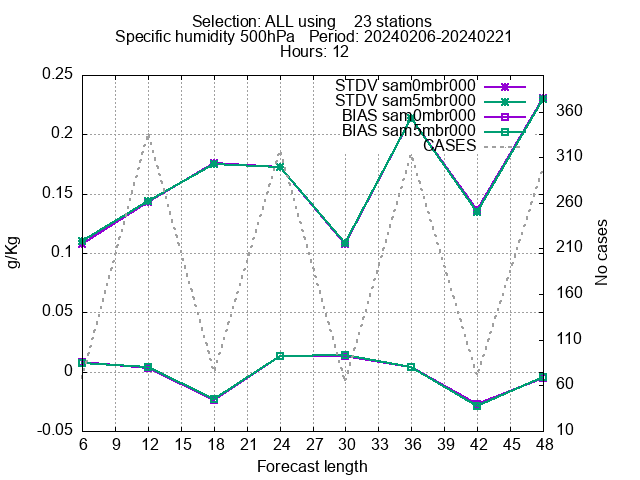 Selection: ALL using    23 stations
Specific humidity 500hPa   Period: 20240206-20240221
Hours: 12
STDV sam0mbr000
STDV sam5mbr000
BIAS sam0mbr000
BIAS sam5mbr000
CASES
0.25
0.2
0.15
0.1
0.05
0
-0.05
g/Kg
360
310
260
210
160
110
60
10
No cases
6 9 12 15 18 21 24 27 30 33 36 39 42 45 48
Forecast length